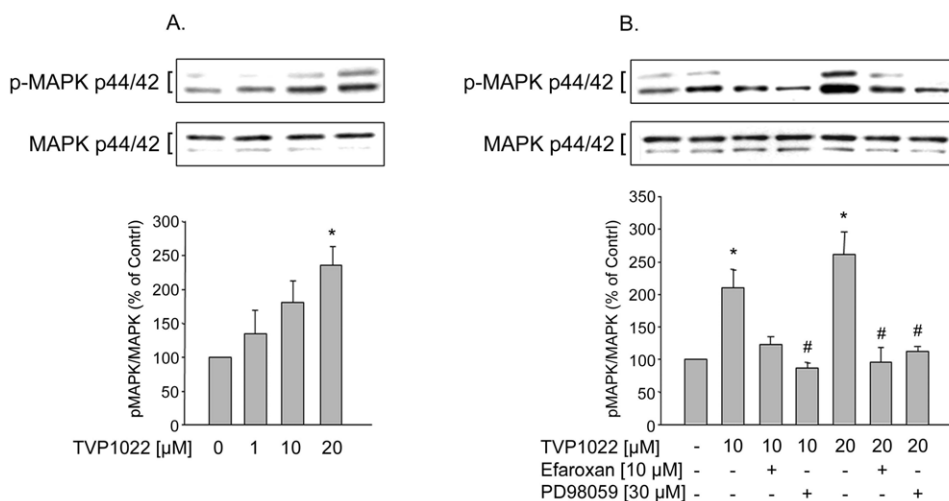 A.
p-MAPK p44/42 [
MAPK p44/42 [
pMAPK/MAPK (% of Contrl)
300
250
200
150
100
50
0
*
TVP1022 [µM] 0 1 10 20
B.
p-MAPK p44/42 [
MAPK p44/42 [
pMAPK/MAPK (% of Contrl)
350
300
250
200
150
100
50
0
* # * # #
TVP1022 [µM] - 10 10 10 20 20 20
Efaroxan [10 µM] - - + - - + -
PD98059 [30 µM] - - - + - - +